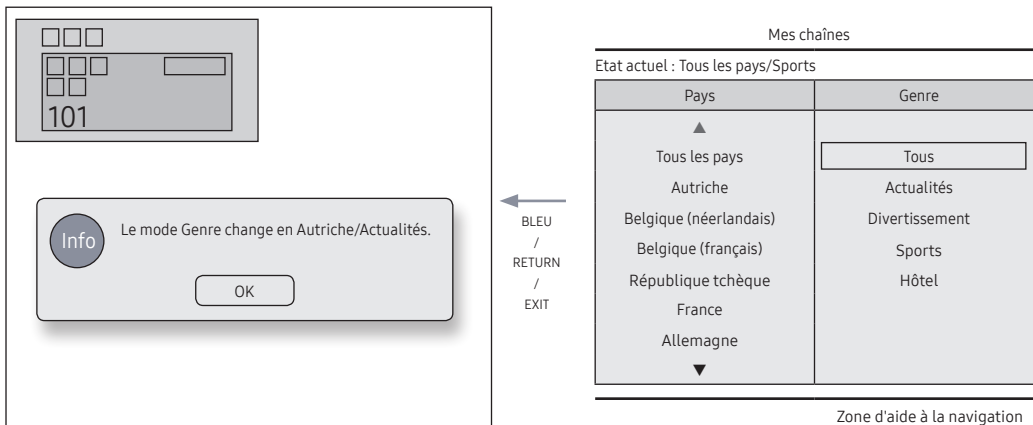 101
Info
Le mode Genre change en Autriche/Actualités.
OK
BLEU
/
RETURN
/
EXIT
Mes chaînes
Etat actuel : Tous les pays/Sports
Pays Genre
▲
Tous les pays Tous
Autriche Actualités
Belgique (néerlandais) Divertissement
Belgique (français) Sports
République tchèque Hôtel
France
Allemagne
▼
Zone d'aide à la navigation